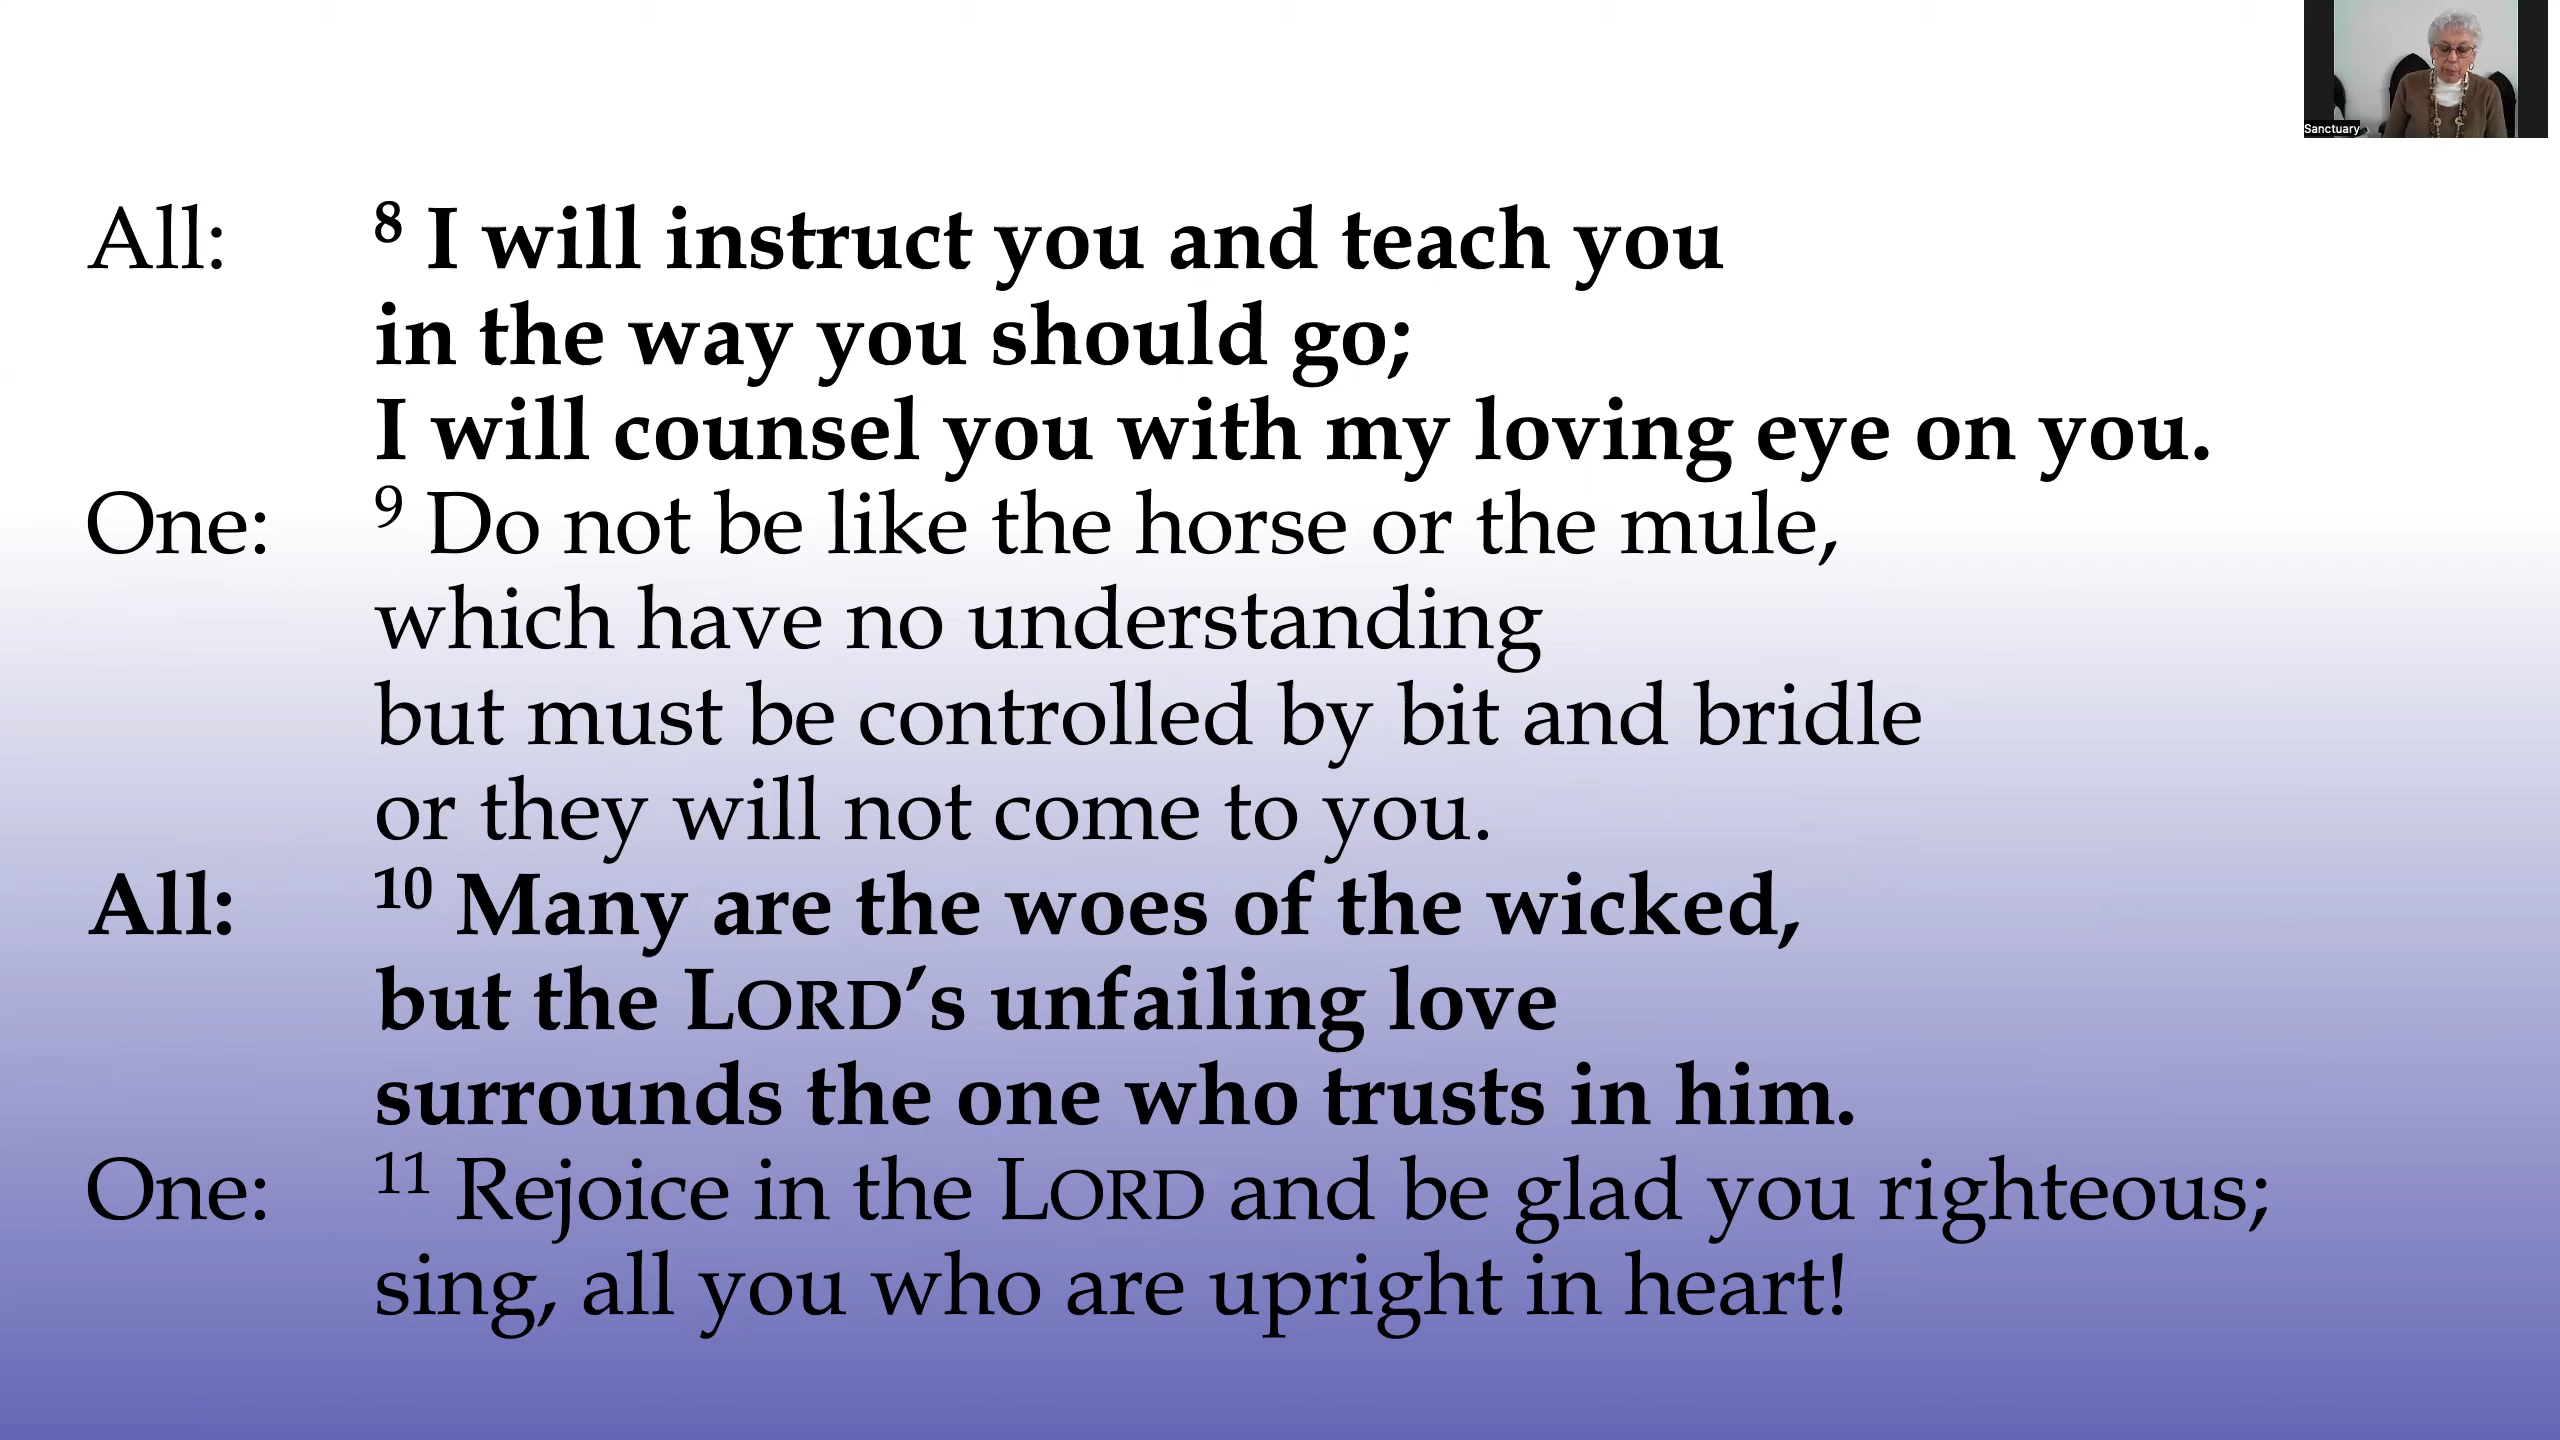 Sanctuary
All: 8 I will instruct you and teach you
in the way you should go;
I will counsel you with my loving eye on you.
One: 9 Do not be like the horse or the mule,
which have no understanding
but must be controlled by bit and bridle
or they will not come to you.
All: 10 Many are the woes of the wicked,
but the LORD’s unfailing love
surrounds the one who trusts in him.
One: 11 Rejoice in the LORD and be glad you righteous;
sing, all you who are upright in heart!